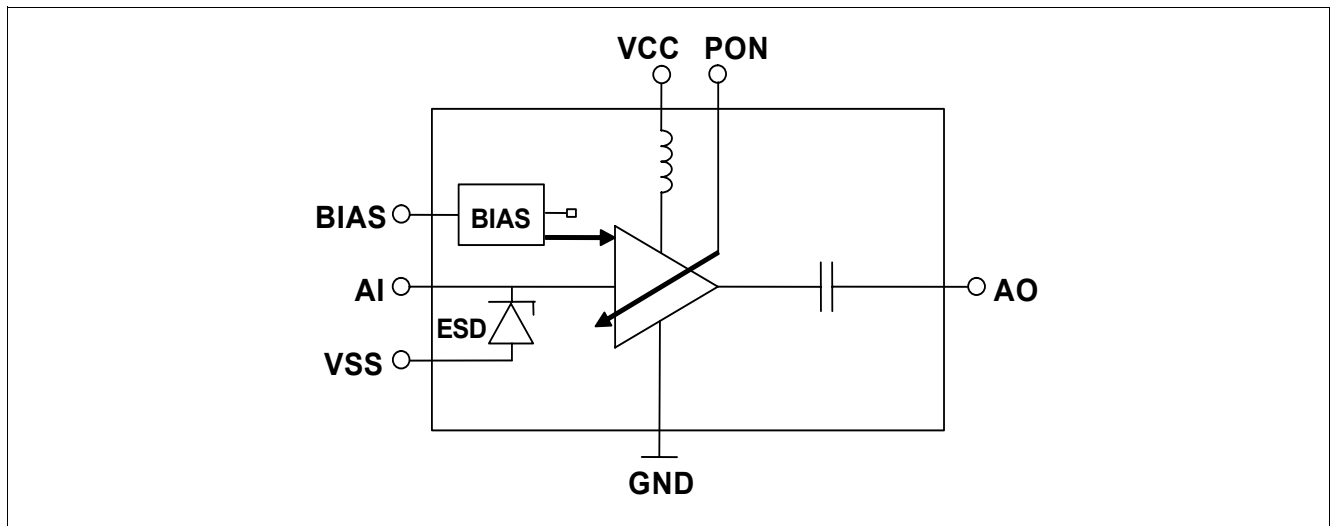 VCC PON
BIAS
BIAS
AI
AO
ESD
VSS
GND